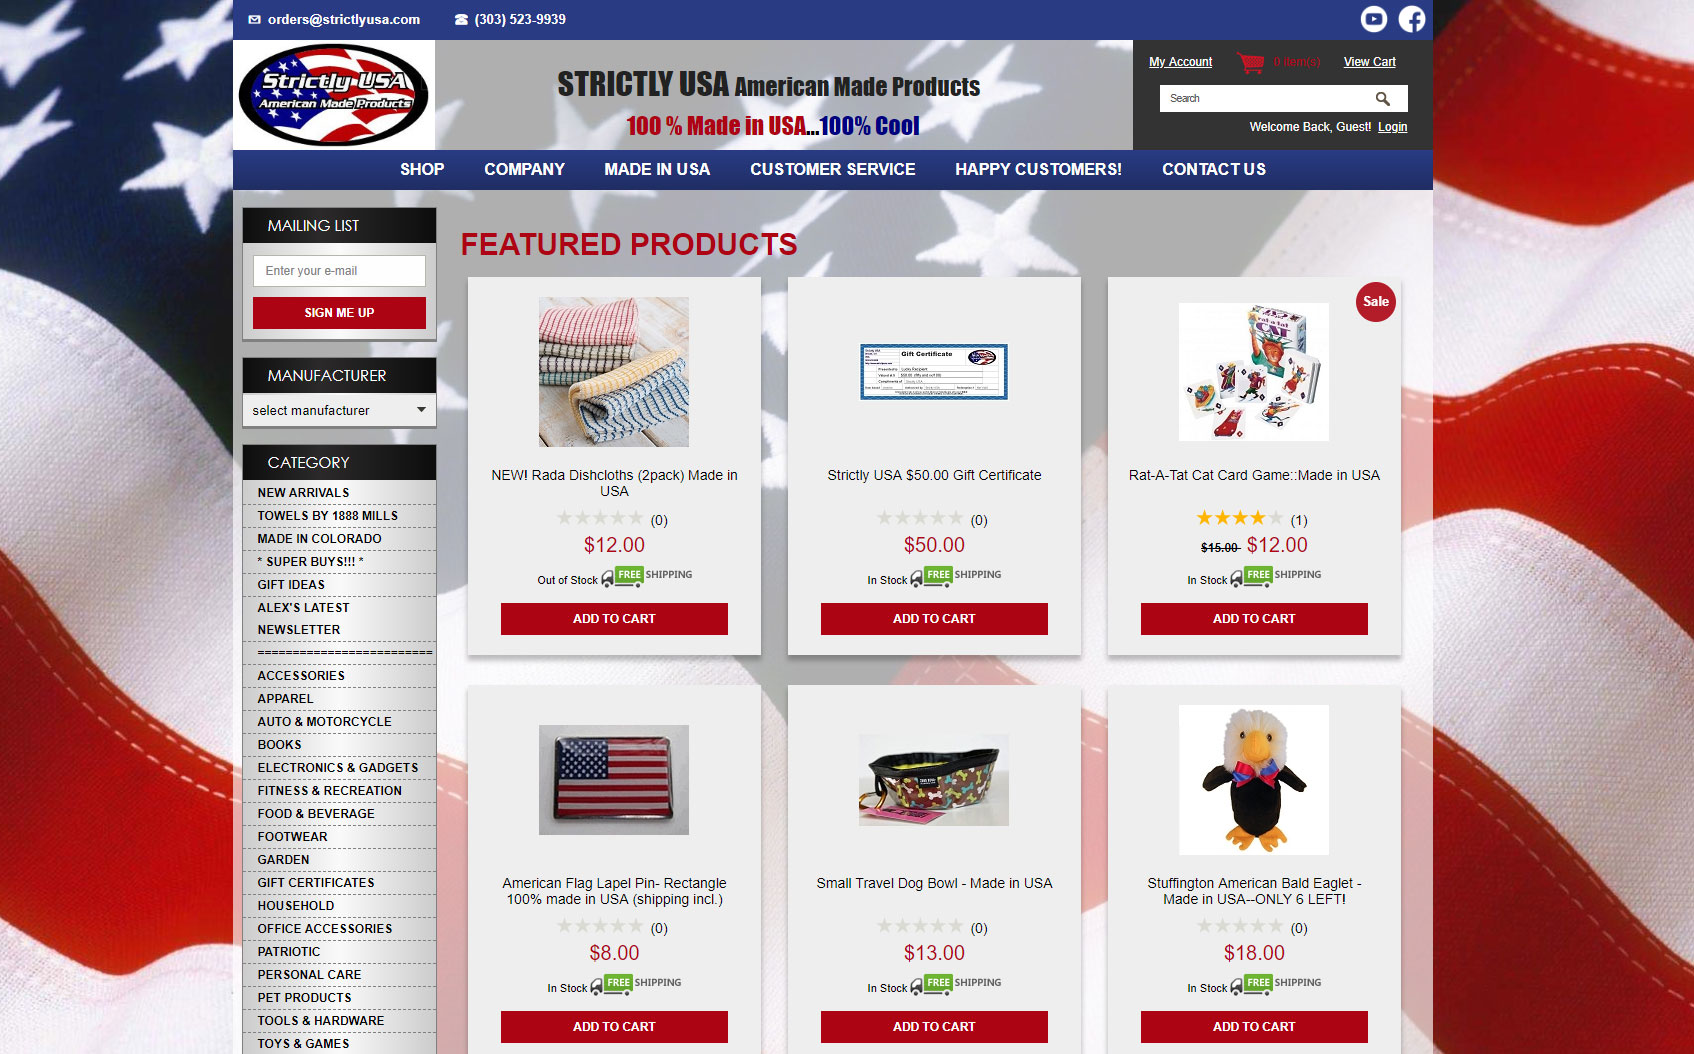 orders@strictlyusa.com
(303) 523-9939
Strictly USA
American Made Products
STRICTLY USA American Made Products
100 % Made in USA...100% Cool
My Account
0 item(s)
View Cart
Search
Welcome Back, Guest! Login
SHOP
COMPANY
MADE IN USA
CUSTOMER SERVICE
HAPPY CUSTOMERS!
CONTACT US
MAILING LIST
Enter your e-mail
SIGN ME UP
MANUFACTURER
select manufacturer
CATEGORY
NEW ARRIVALS
TOWELS BY 1888 MILLS
MADE IN COLORADO
* SUPER BUYS!!! *
GIFT IDEAS
ALEX'S LATEST
NEWSLETTER
=========================
ACCESSORIES
APPAREL
AUTO & MOTORCYCLE
BOOKS
ELECTRONICS & GADGETS
FITNESS & RECREATION
FOOD & BEVERAGE
FOOTWEAR
GARDEN
GIFT CERTIFICATES
HOUSEHOLD
OFFICE ACCESSORIES
PATRIOTIC
PERSONAL CARE
PET PRODUCTS
TOOLS & HARDWARE
TOYS & GAMES
FEATURED PRODUCTS
NEW! Rada Dishcloths (2pack) Made in
USA
(0)
$12.00
Out of Stock FREE SHIPPING
ADD TO CART
Gift Certificate
Strictly USA $50.00 Gift Certificate
(0)
$50.00
In Stock FREE SHIPPING
ADD TO CART
Sale
rat-a-tat
CAT
Rat-A-Tat Cat Card Game::Made in USA
(1)
$15.00 $12.00
In Stock FREE SHIPPING
ADD TO CART
American Flag Lapel Pin- Rectangle
100% made in USA (shipping incl.)
(0)
$8.00
In Stock FREE SHIPPING
ADD TO CART
Small Travel Dog Bowl - Made in USA
(0)
$13.00
In Stock FREE SHIPPING
ADD TO CART
Stuffington American Bald Eaglet -
Made in USA--ONLY 6 LEFT!
(0)
$18.00
In Stock FREE SHIPPING
ADD TO CART